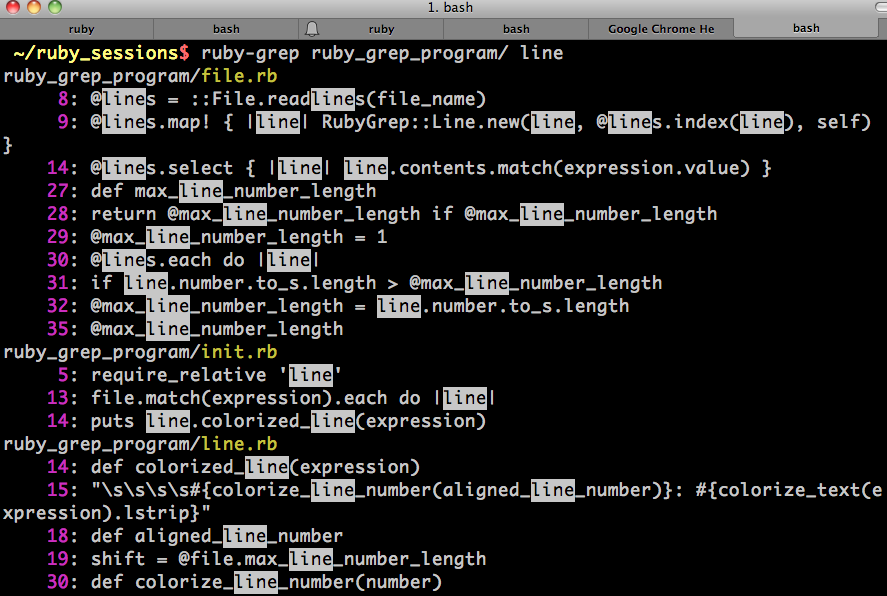 1. bash
ruby bash ruby bash Google Chrome He bash
~/ruby_sessions$ ruby-grep ruby_grep_program/ line
ruby_grep_program/file.rb
8: @lines = ::File.readlines(file_name)
9: @lines.map! { |line| RubyGrep::Line.new(line, @lines.index(line), self)
}
14: @lines.select { |line| line.contents.match(expression.value) }
27: def max_line_number_length
28: return @max_line_number_length if @max_line_number_length
29: @max_line_number_length = 1
30: @lines.each do |line|
31: if line.number.to_s.length > @max_line_number_length
32: @max_line_number_length = line.number.to_s.length
35: @max_line_number_length
ruby_grep_program/init.rb
5: require_relative 'line'
13: file.match(expression).each do |line|
14: puts line.colorized_line(expression)
ruby_grep_program/line.rb
14: def colorized_line(expression)
15: "\s\s\s\s#{colorize_line_number(aligned_line_number)}: #{colorize_text(e
xpression).lstrip}"
18: def aligned_line_number
19: shift = @file.max_line_number_length
30: def colorize_line_number(number)